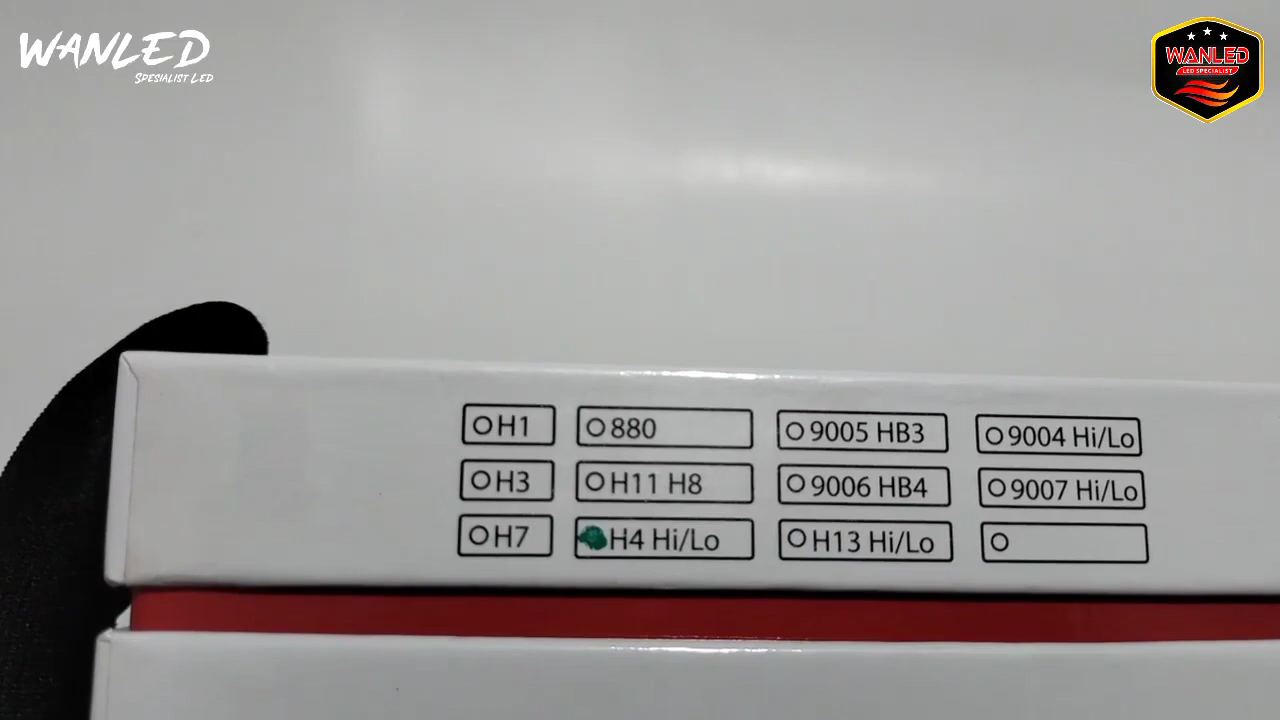 WANLED
SPESIALIST LED
WANLED
LED SPECIALIST
H1 880 9005 HB3 9004 Hi/Lo
H3 H11 H8 9006 HB4 9007 Hi/Lo
H7 H4 Hi/Lo H13 Hi/Lo